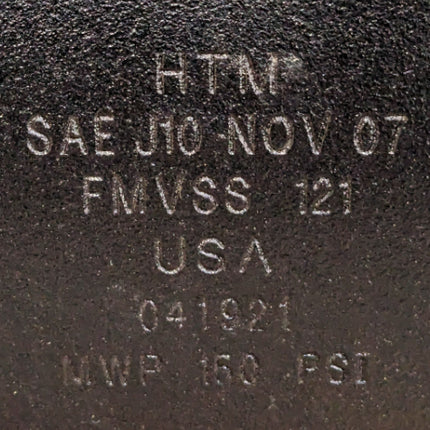 HTM
SAE J10 NOV 07
FMVSS 121
USA
041921
MWP 150 PSI